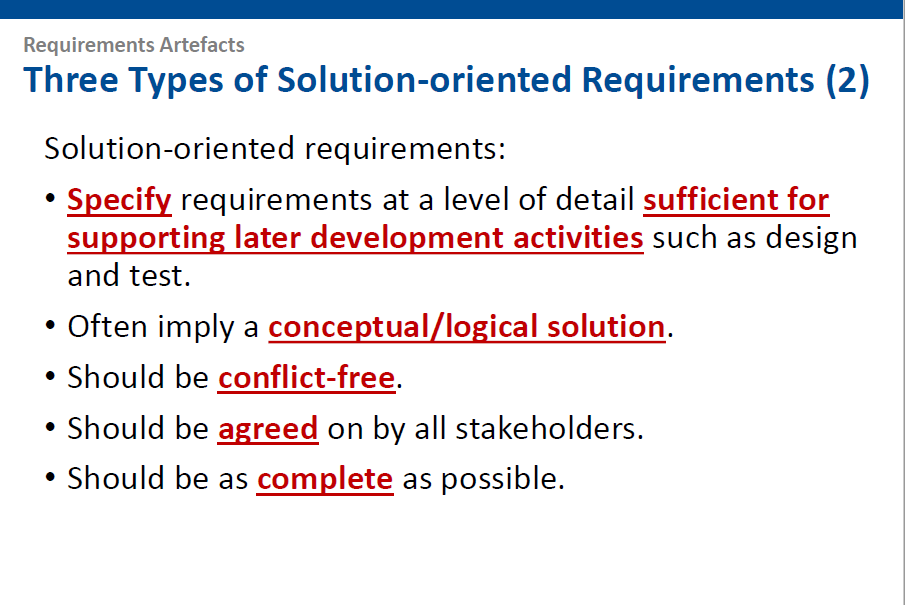 Requirements Artefacts
Three Types of Solution-oriented Requirements (2)
Solution-oriented requirements:
• Specify requirements at a level of detail sufficient for
supporting later development activities such as design
and test.
• Often imply a conceptual/logical solution.
• Should be conflict-free.
• Should be agreed on by all stakeholders.
• Should be as complete as possible.